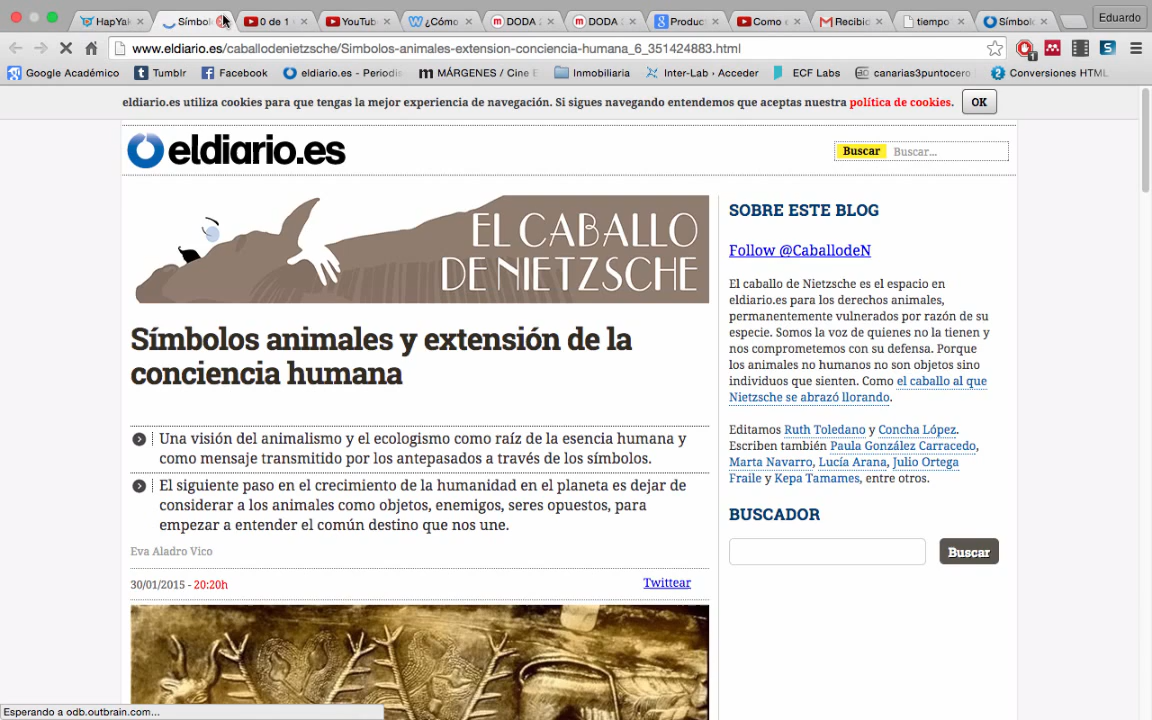 HapYak
Símbolo
0 de 1
YouTube
¿Cómo
DODA
DODA
Product
Como
Recibic
tiempo
Símbolo
Eduardo
www.eldiario.es/caballodenietzsche/Simbolos-animales-extension-conciencia-humana_6_351424883.html
Google Académico
Tumblr
Facebook
eldiario.es - Periodis
MÁRGENES / Cine E
Inmobiliaria
Inter-Lab › Acceder
ECF Labs
canarias3puntocero
Conversiones HTML
eldiario.es utiliza cookies para que tengas la mejor experiencia de navegación. Si sigues navegando entendemos que aceptas nuestra política de cookies. OK
eldiario.es
Buscar Buscar...
EL CABALLO
DE NIETZSCHE
Símbolos animales y extensión de la
conciencia humana
Una visión del animalismo y el ecologismo como raíz de la esencia humana y
como mensaje transmitido por los antepasados a través de los símbolos.
El siguiente paso en el crecimiento de la humanidad en el planeta es dejar de
considerar a los animales como objetos, enemigos, seres opuestos, para
empezar a entender el común destino que nos une.
Eva Aladro Vico
30/01/2015 - 20:20h
Twittear
SOBRE ESTE BLOG
Follow @CaballodeN
El caballo de Nietzsche es el espacio en
eldiario.es para los derechos animales,
permanentemente vulnerados por razón de su
especie. Somos la voz de quienes no la tienen y
nos comprometemos con su defensa. Porque
los animales no humanos no son objetos sino
individuos que sienten. Como el caballo al que
Nietzsche se abrazó llorando.
Editamos Ruth Toledano y Concha López.
Escriben también Paula González Carracedo,
Marta Navarro, Lucía Arana, Julio Ortega
Fraile y Kepa Tamames, entre otros.
BUSCADOR
Buscar
Esperando a odb.outbrain.com...